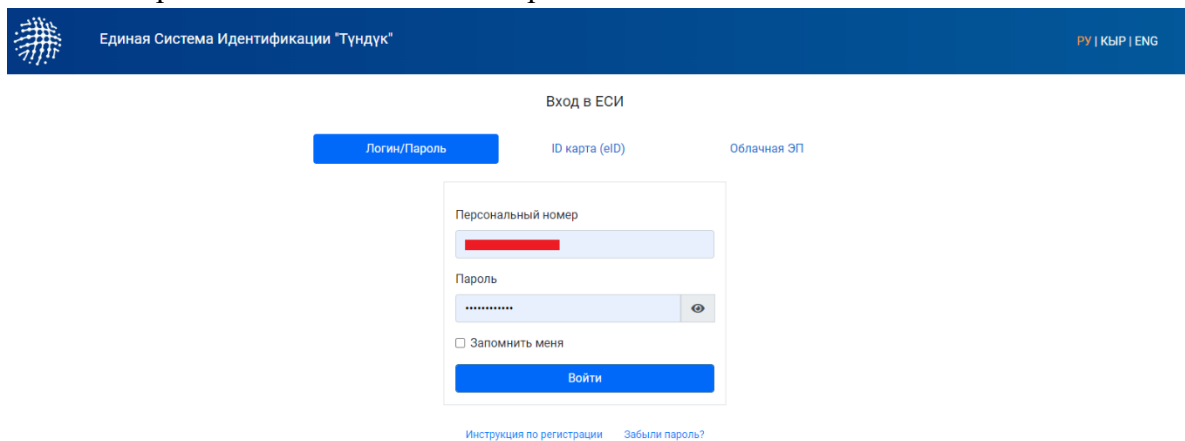 Единая Система Идентификации "Түндүк"
РУ | КЫР | ENG
Вход в ЕСИ
Логин/Пароль ID карта (eID) Облачная ЭП
Персональный номер
Пароль
••••••••••••
Запомнить меня
Войти
Инструкция по регистрации Забыли пароль?